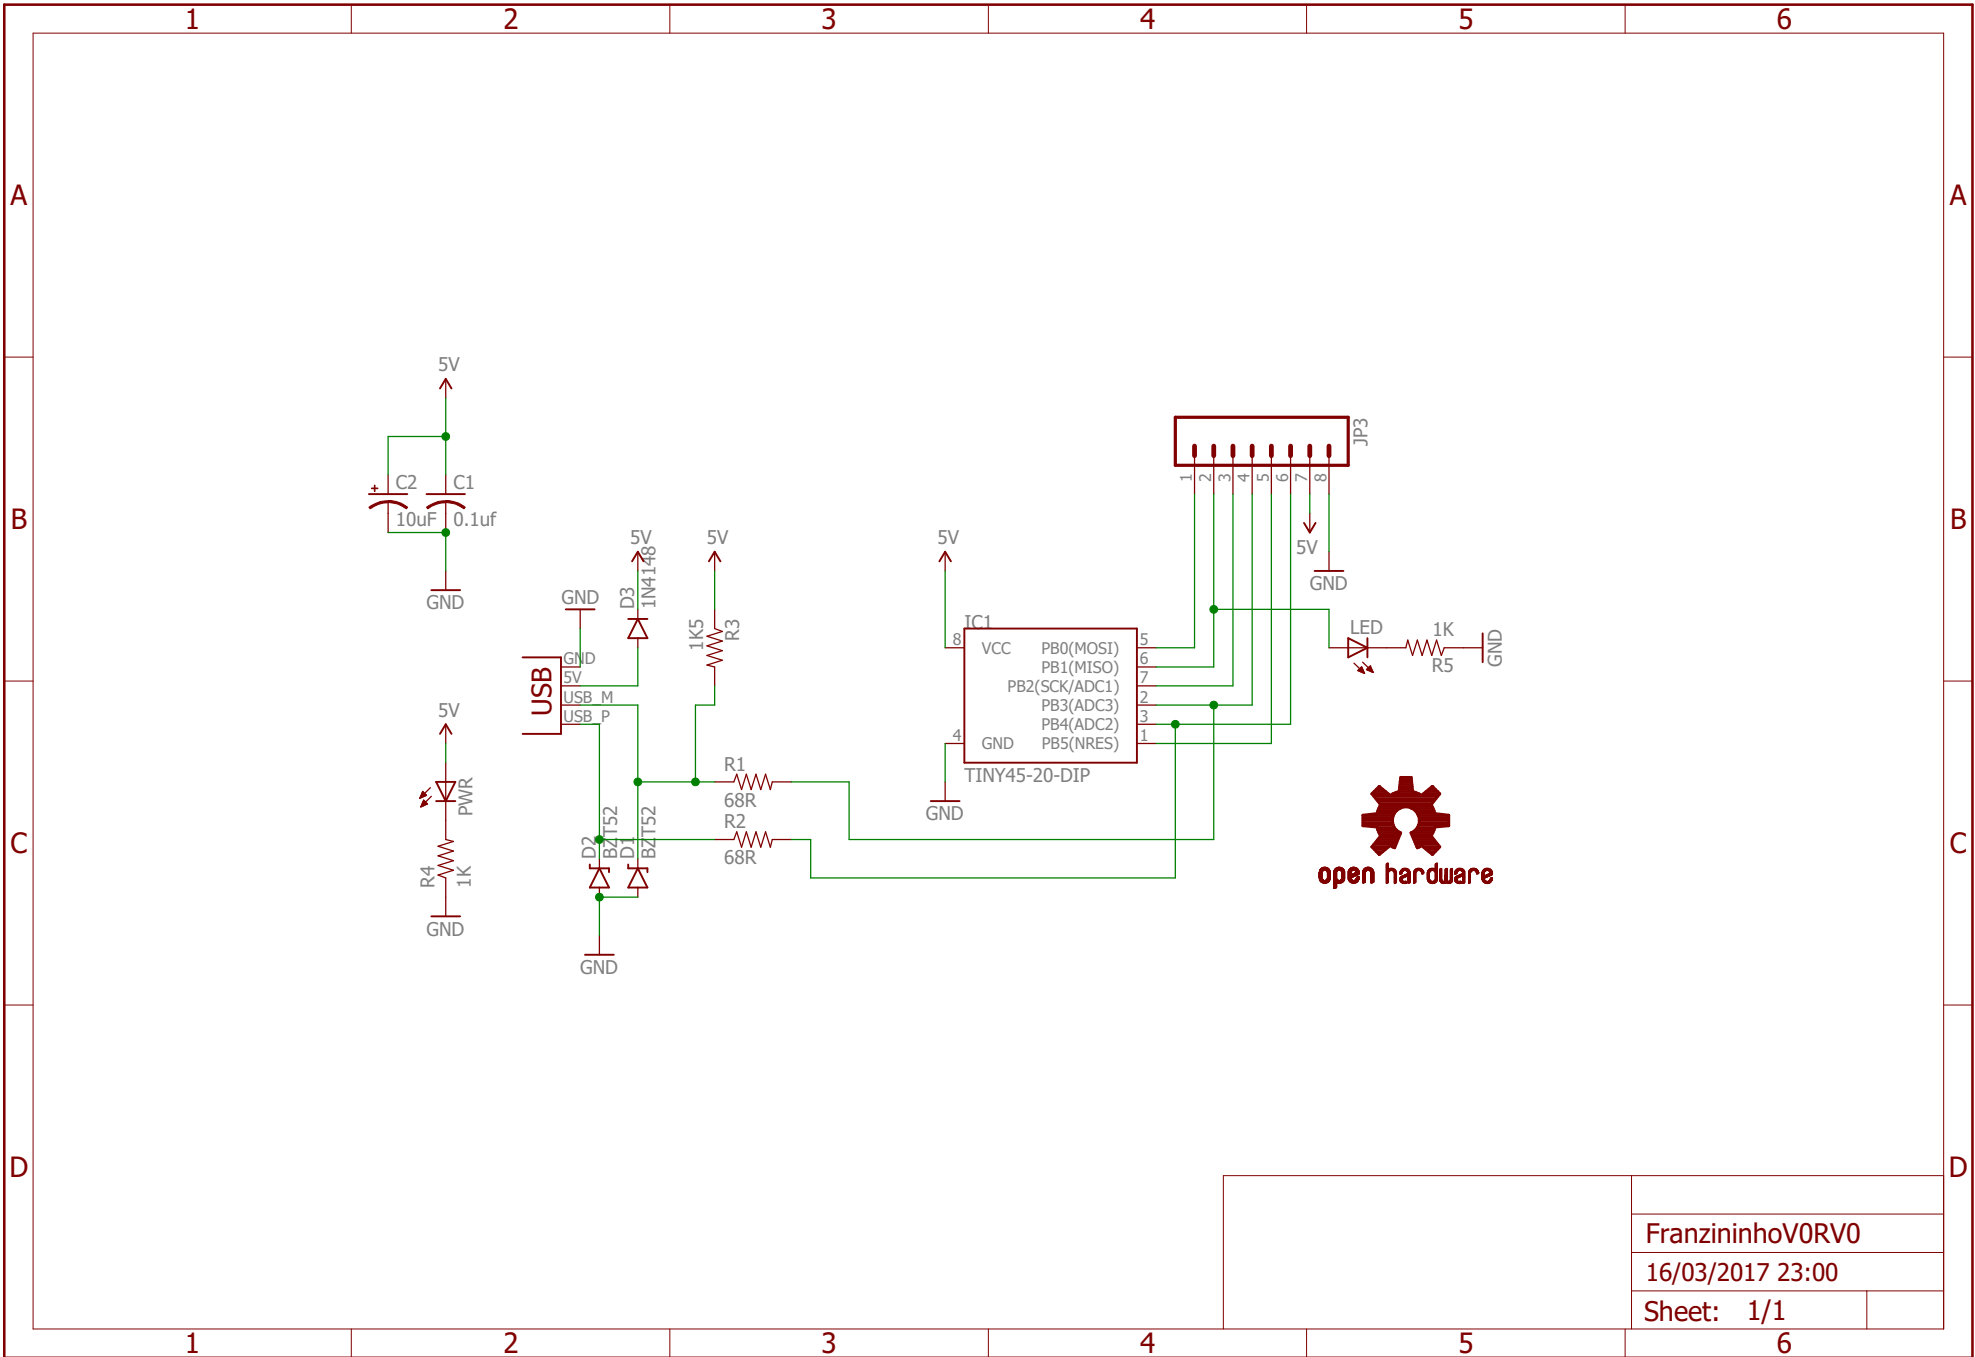 1 2 3 4 5 6
A A
5V
JP3
C2 C1
1 2 3 4 5 6 7 8
B B
10uF 0.1uf
5V 5V 5V
5V
1N4148
D3
GND
GND
GND
IC1
1K5 R3
LED 1K
R5
GND
8 VCC PB0(MOSI) 5
PB1(MISO) 6
PB2(SCK/ADC1) 7
PB3(ADC3) 2
PB4(ADC2) 3
4 GND PB5(NRES) 1
TINY45-20-DIP
GND
USB
GND
5V
USB_M
USB_P
5V
PWR
R4 1K
GND
R1
68R
R2
68R
D2 BZT52 D1 BZT52
GND
C C
open hardware
D D
FranzininhoV0RV0
16/03/2017 23:00
Sheet: 1/1
1 2 3 4 5 6